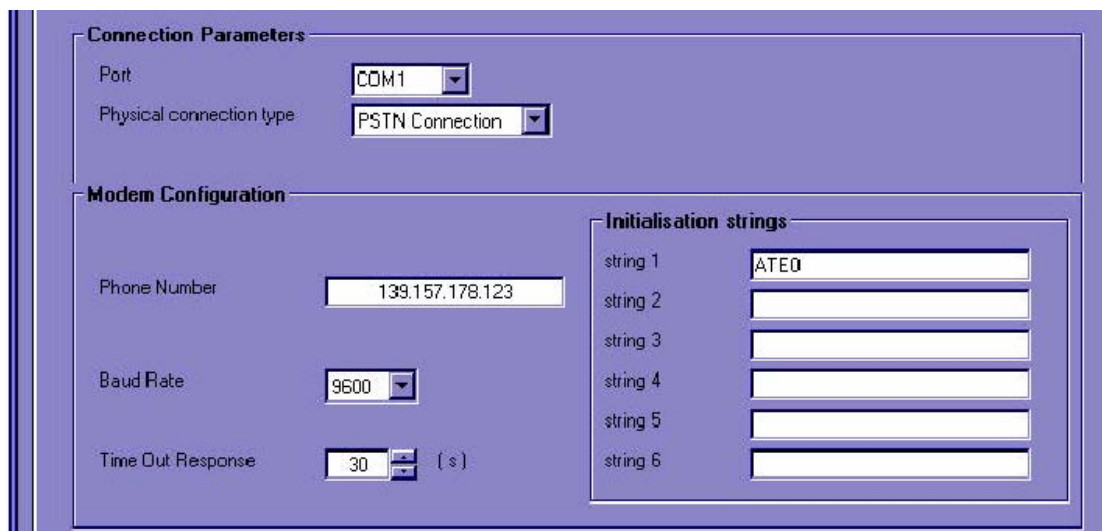 Connection Parameters
Port COM1
Physical connection type PSTN Connection
Modem Configuration
Phone Number 139.157.178.123
Baud Rate 9600
Time Out Response 30 ( s )
Initialisation strings
string 1 ATE0
string 2
string 3
string 4
string 5
string 6